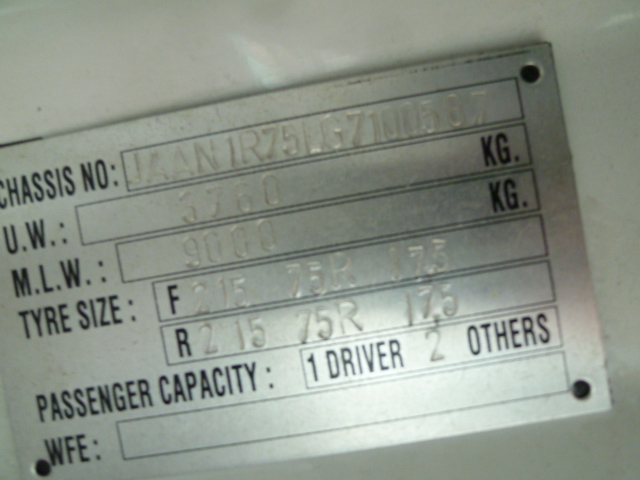 CHASSIS NO: JAAN1R75LG7100587
U.W.: 3760 KG.
M.L.W.: 9000 KG.
TYRE SIZE: F 215 75R 17.5
R 215 75R 17.5
PASSENGER CAPACITY: 1 DRIVER 2 OTHERS
WFE: